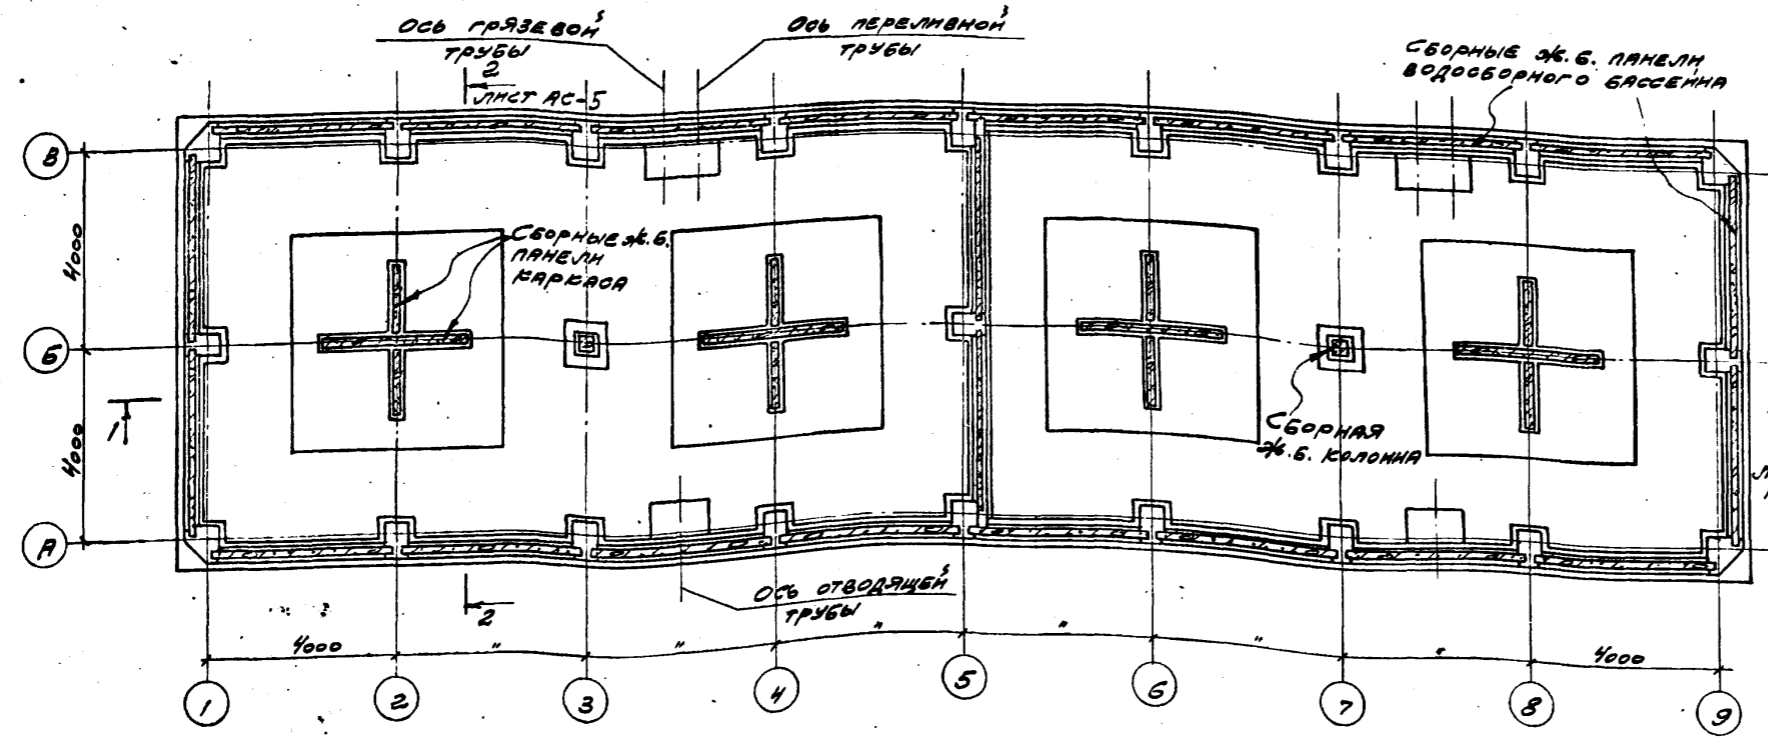 Ось грязевой
трубы
Ось переливной
трубы
Сборные ж.б. панели
водосборного бассейна
2
лист АС-5
В
4000
Сборные ж.б.
панели
каркаса
Б
1
4000
Сборная
ж.б. колонна
А
Ось отводящей
трубы
2
4000 " " " " " " 4000
1 2 3 4 5 6 7 8 9